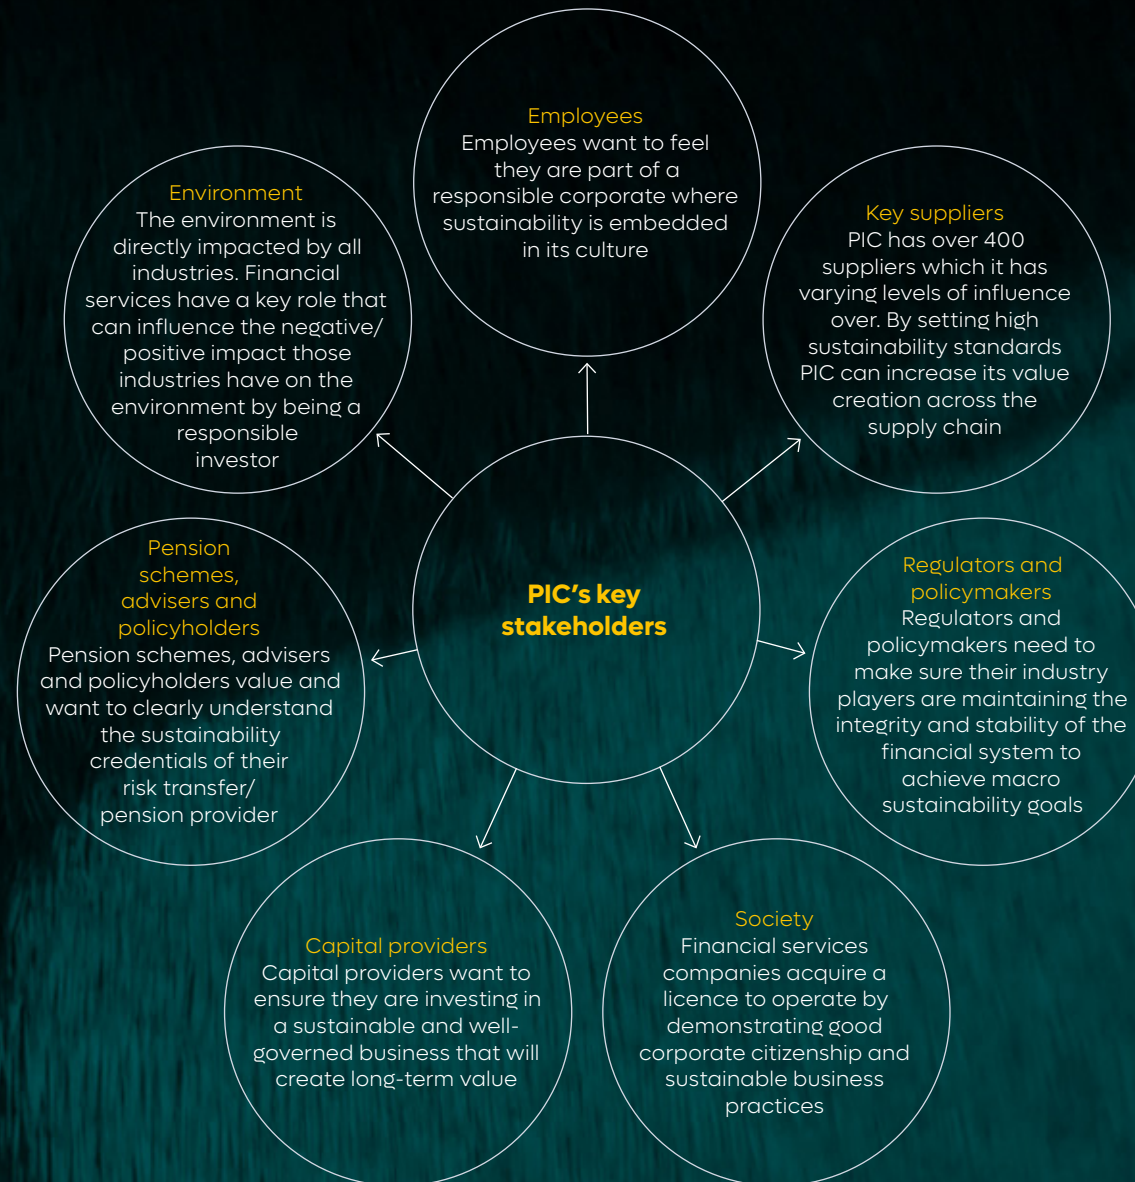 Employees
Employees want to feel
they are part of a
responsible corporate where
sustainability is embedded
in its culture
Environment
The environment is
directly impacted by all
industries. Financial
services have a key role that
can influence the negative/
positive impact those
industries have on the
environment by being a
responsible
investor
Key suppliers
PIC has over 400
suppliers which it has
varying levels of influence
over. By setting high
sustainability standards
PIC can increase its value
creation across the
supply chain
PIC's key
stakeholders
Pension
schemes,
advisers and
policyholders
Pension schemes, advisers
and policyholders value and
want to clearly understand
the sustainability
credentials of their
risk transfer/
pension provider
Regulators and
policymakers
Regulators and
policymakers need to
make sure their industry
players are maintaining the
integrity and stability of the
financial system to
achieve macro
sustainability goals
Capital providers
Capital providers want to
ensure they are investing in
a sustainable and well-
governed business that will
create long-term value
Society
Financial services
companies acquire a
licence to operate by
demonstrating good
corporate citizenship and
sustainable business
practices